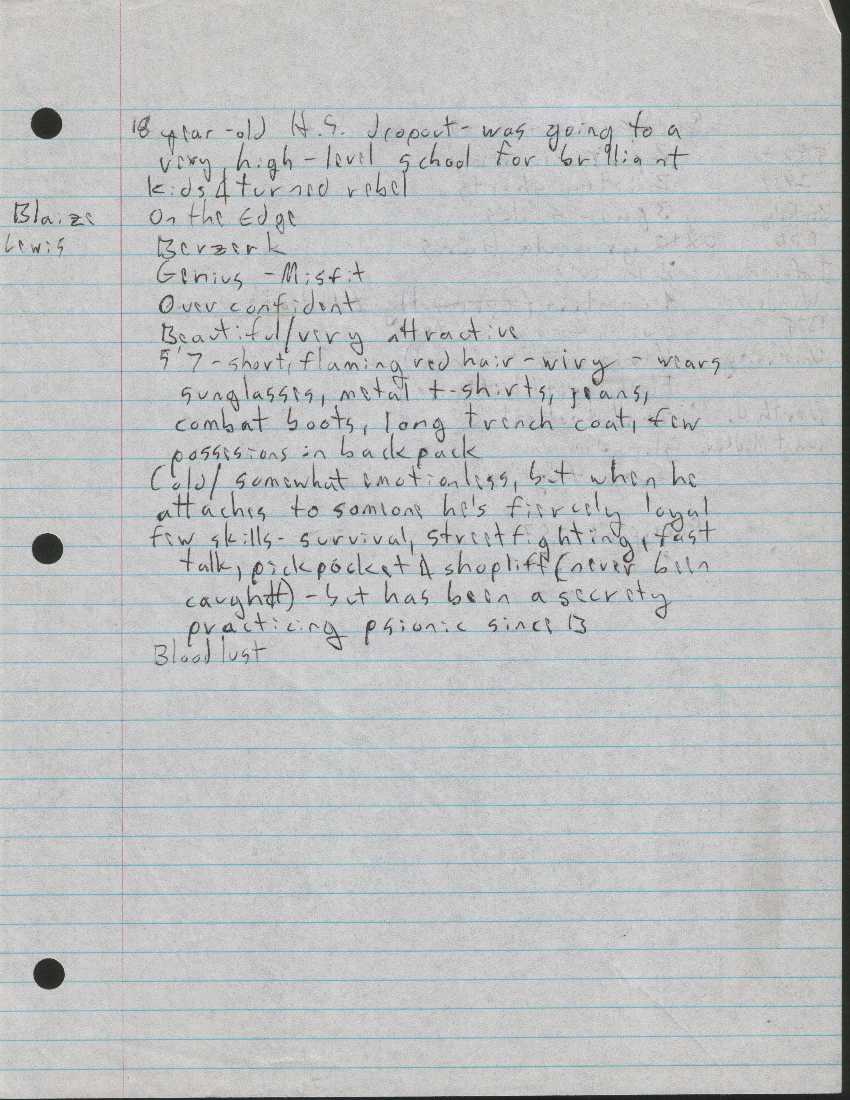 18 year-old H.S. dropout- was going to a
very high-level school for brilliant
kids & turned rebel
Blaize
On the Edge
Lewis
Berzerk
Genius - Misfit
Over confident
Beautiful/very attractive
5'7 - short, flaming red hair - wiry - wears
sunglasses, metal t-shirts, jeans,
combat boots, long trench coat, few
possesions in backpack
Cold/ somewhat emotionless, but when he
attaches to somone he's fiercely loyal
few skills- survival, streetfighting, fast
talk, pickpocket & shoplift (never been
caught) - but has been a secrety
practicing psionic since 13
Bloodlust